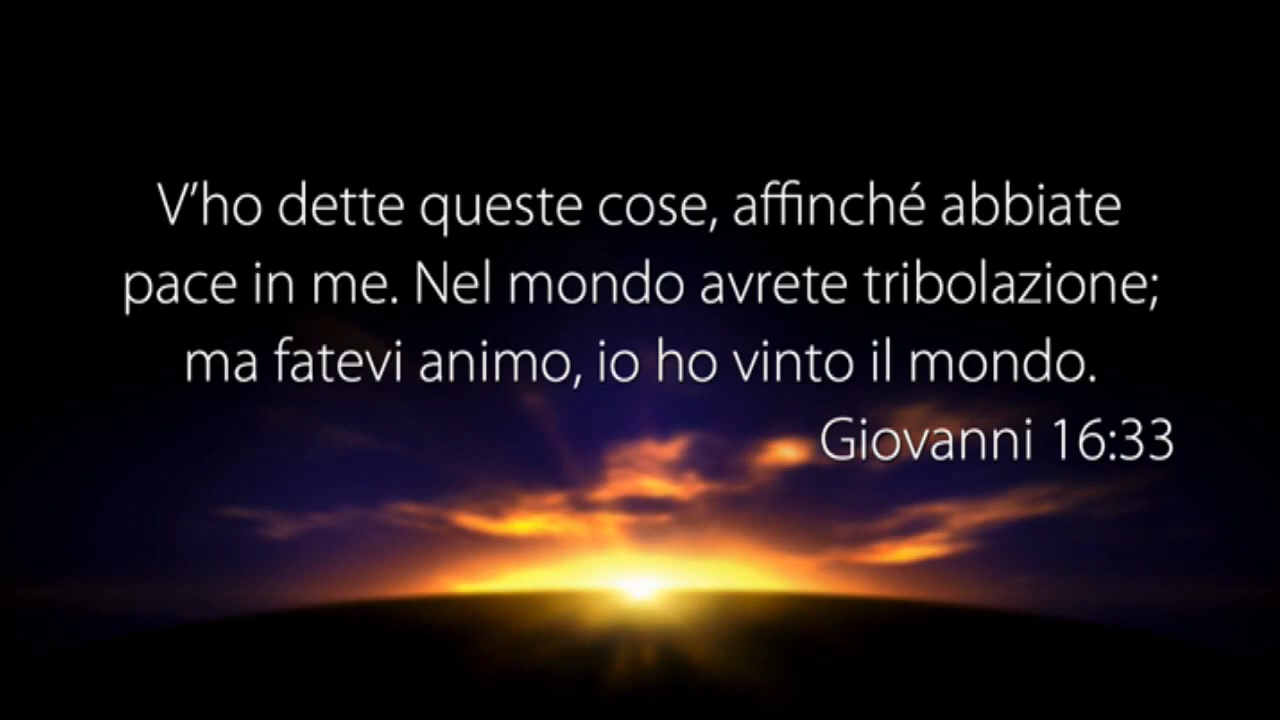 V’ho dette queste cose, affinché abbiate
pace in me. Nel mondo avrete tribolazione;
ma fatevi animo, io ho vinto il mondo.
Giovanni 16:33